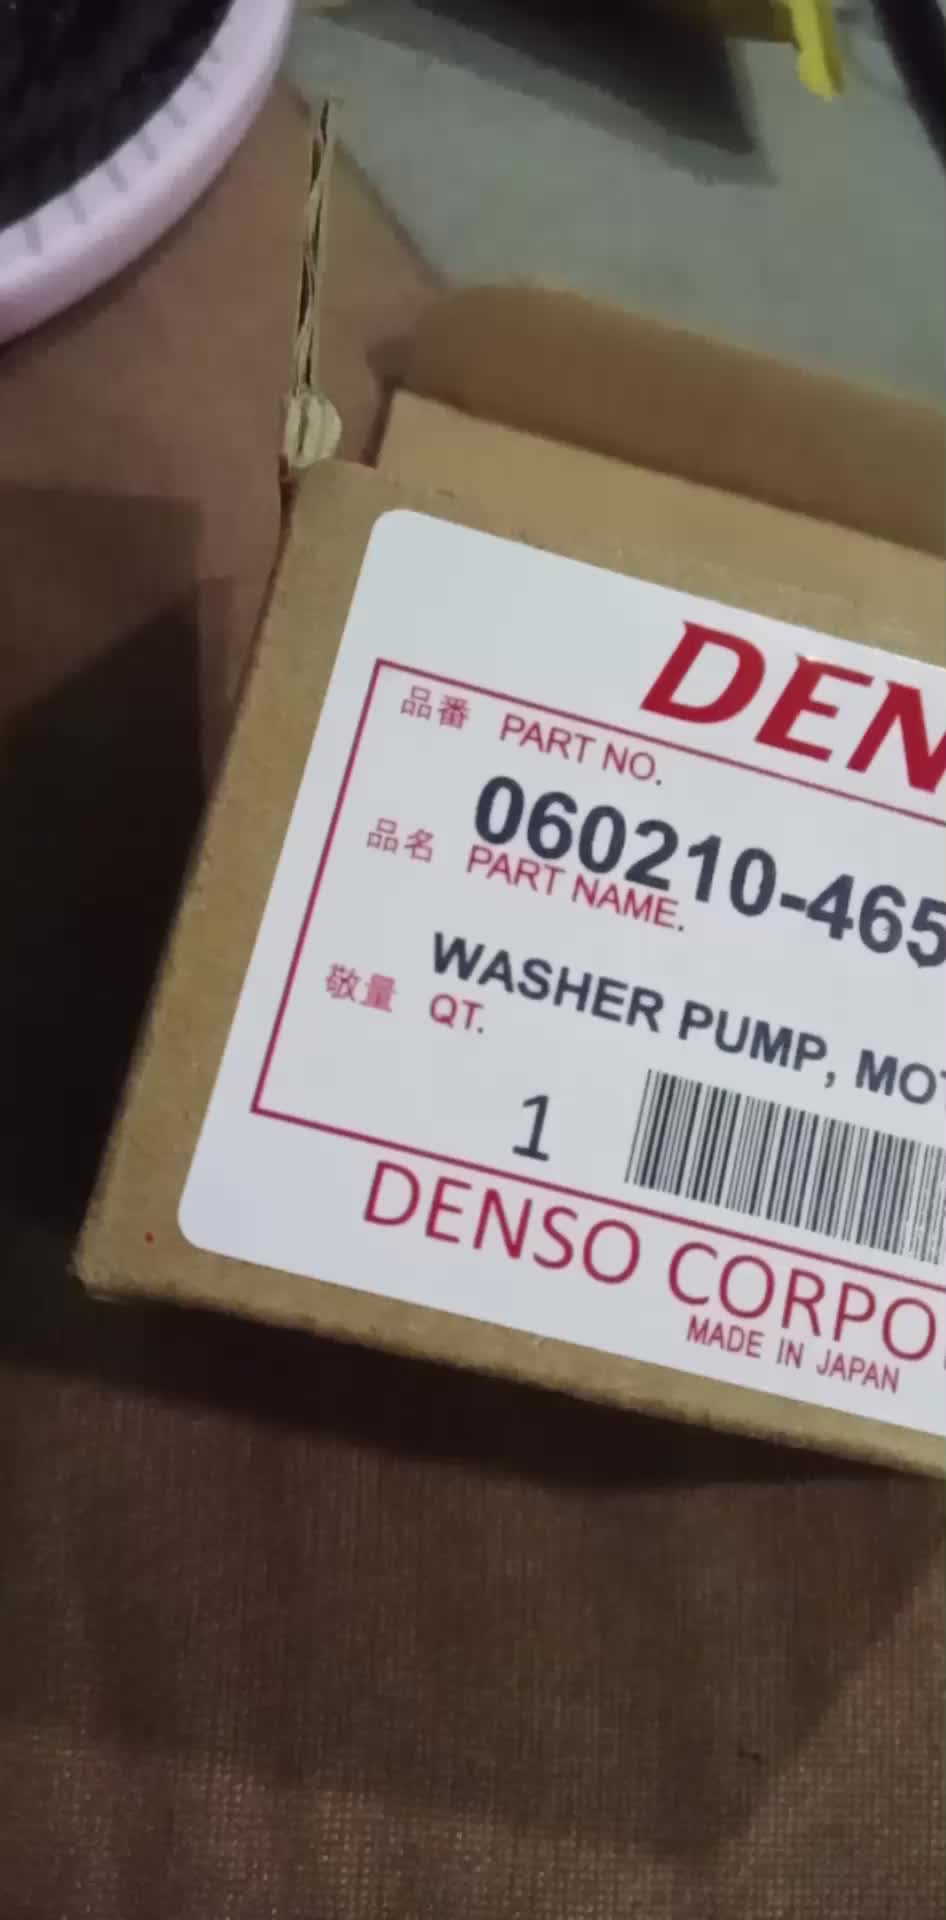 DEN
品番 PART NO.
060210-465
品名 PART NAME.
WASHER PUMP, MOT
敬量 QT.
1
DENSO CORPO
MADE IN JAPAN